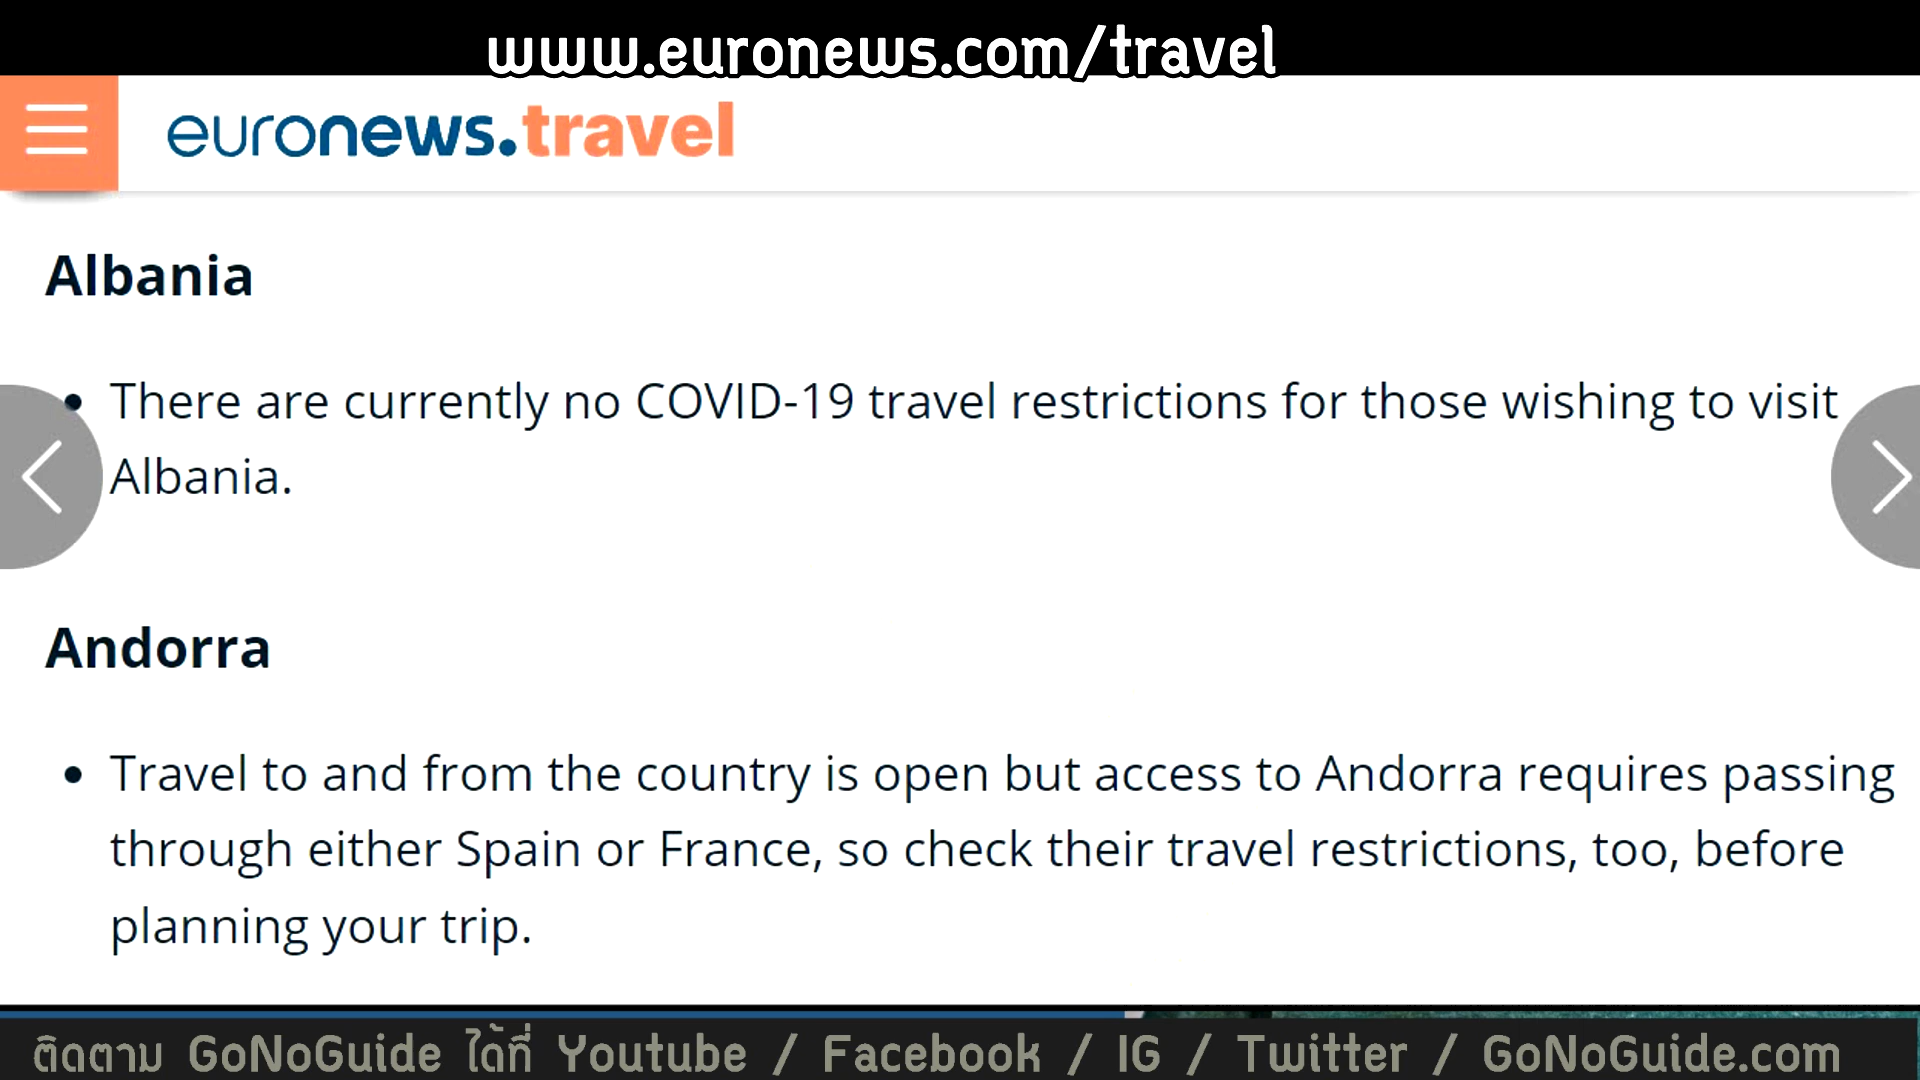 www.euronews.com/travel
euronews.travel
Albania
• There are currently no COVID-19 travel restrictions for those wishing to visit
Albania.
Andorra
• Travel to and from the country is open but access to Andorra requires passing
through either Spain or France, so check their travel restrictions, too, before
planning your trip.
ติดตาม GoNoGuide ได้ที่ Youtube / Facebook / IG / Twitter / GoNoGuide.com